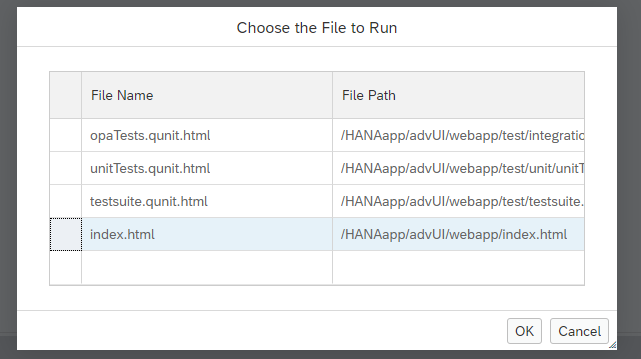 Choose the File to Run
File Name File Path
opaTests.qunit.html /HANAapp/advUI/webapp/test/integratic
unitTests.qunit.html /HANAapp/advUI/webapp/test/unit/unitT
testsuite.qunit.html /HANAapp/advUI/webapp/test/testsuite.
index.html /HANAapp/advUI/webapp/index.html
OK Cancel